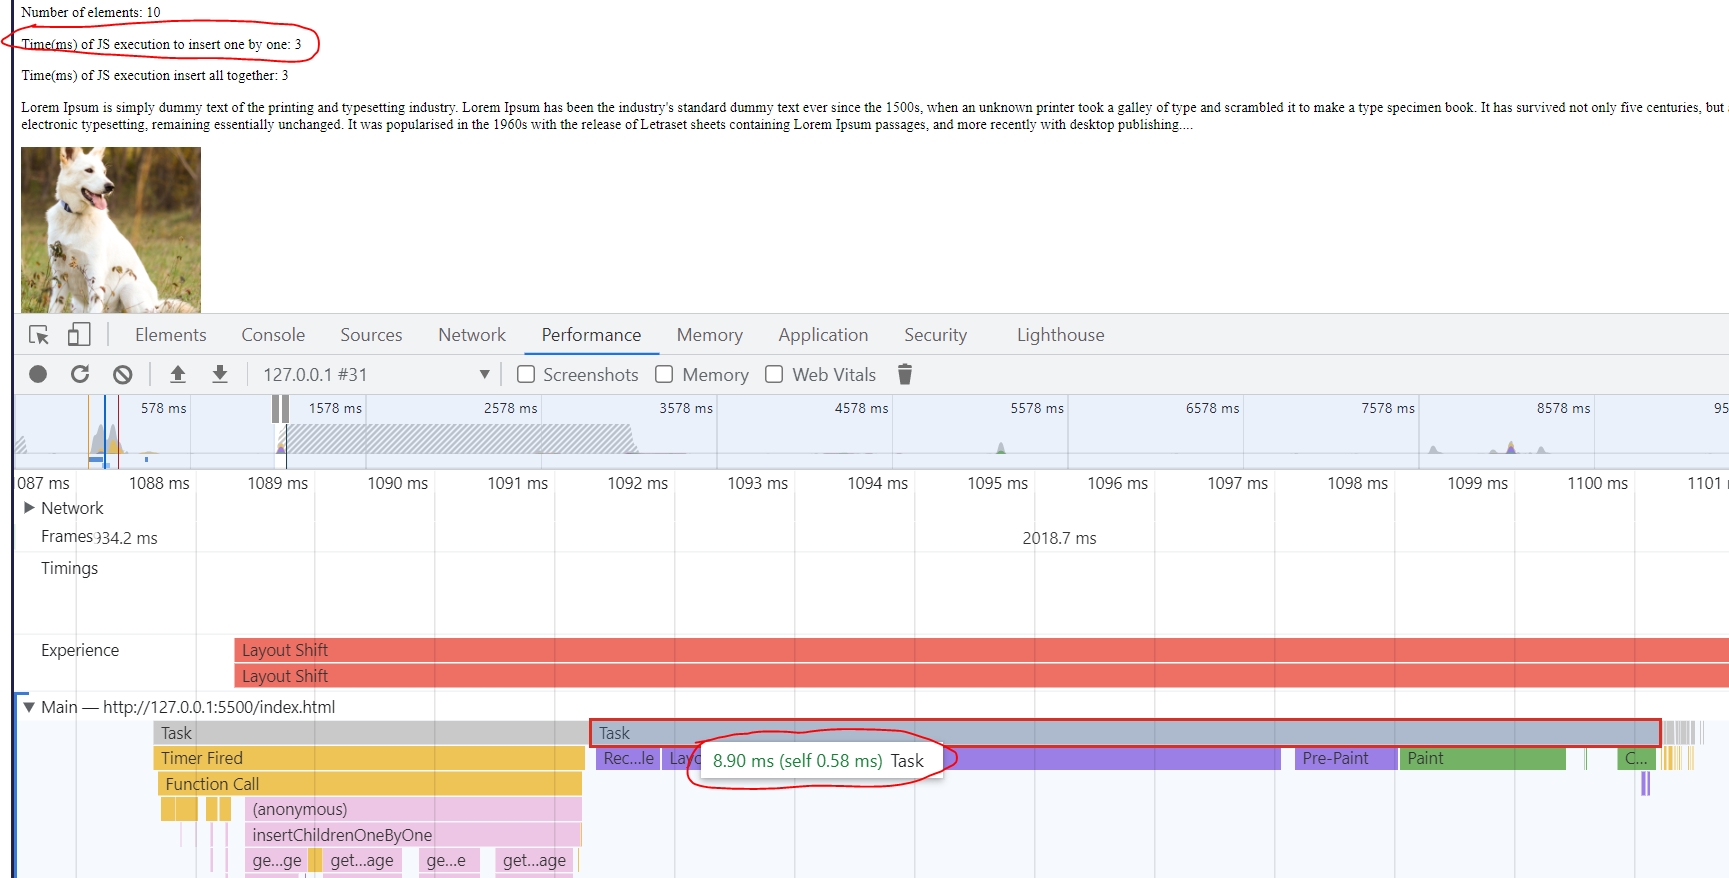 Number of elements: 10
Time(ms) of JS execution to insert one by one: 3
Time(ms) of JS execution insert all together: 3
Lorem Ipsum is simply dummy text of the printing and typesetting industry. Lorem Ipsum has been the industry's standard dummy text ever since the 1500s, when an unknown printer took a galley of type and scrambled it to make a type specimen book. It has survived not only five centuries, but
electronic typesetting, remaining essentially unchanged. It was popularised in the 1960s with the release of Letraset sheets containing Lorem Ipsum passages, and more recently with desktop publishing....
Elements Console Sources Network Performance Memory Application Security Lighthouse
127.0.0.1 #31 Screenshots Memory Web Vitals
578 ms 1578 ms 2578 ms 3578 ms 4578 ms 5578 ms 6578 ms 7578 ms 8578 ms 95
087 ms 1088 ms 1089 ms 1090 ms 1091 ms 1092 ms 1093 ms 1094 ms 1095 ms 1096 ms 1097 ms 1098 ms 1099 ms 1100 ms 1101
Network
Frames 934.2 ms 2018.7 ms
Timings
Experience Layout Shift
Layout Shift
Main — http://127.0.0.1:5500/index.html
Task Task
Timer Fired Rec...le Layo 8.90 ms (self 0.58 ms) Task Pre-Paint Paint C...
Function Call
(anonymous)
insertChildrenOneByOne
ge...ge get...age ge...e get...age